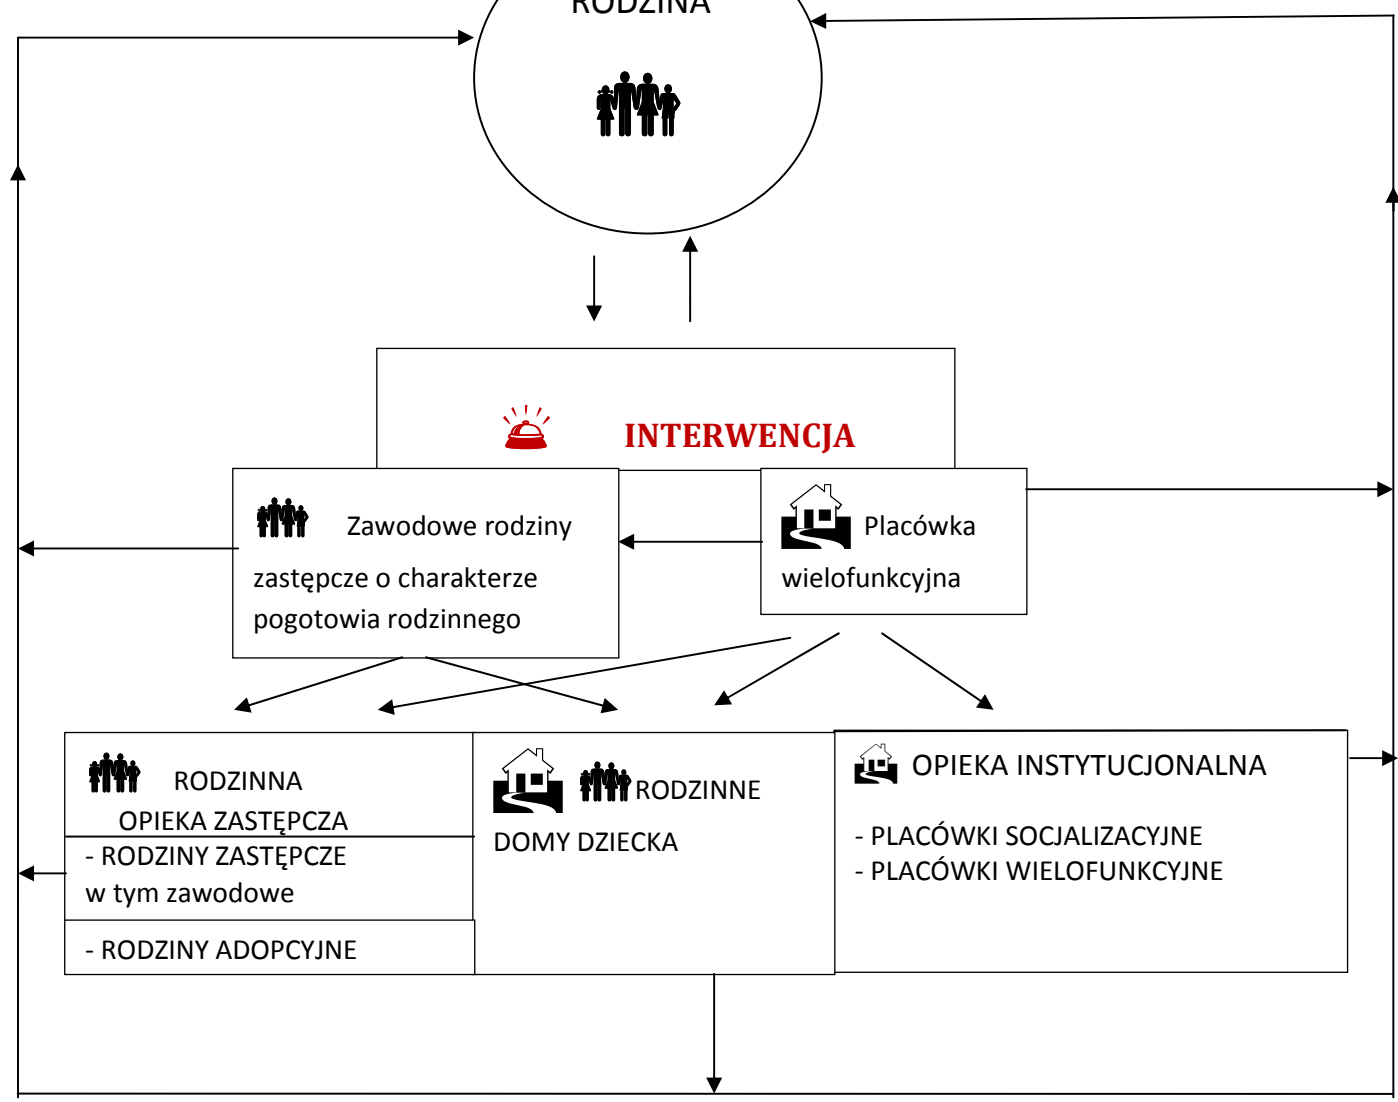 RODZINA
INTERWENCJA
Zawodowe rodziny
zastępcze o charakterze
pogotowia rodzinnego
Placówka
wielofunkcyjna
RODZINNA
OPIEKA ZASTĘPCZA
- RODZINY ZASTĘPCZE
w tym zawodowe
- RODZINY ADOPCYJNE
RODZINNE
DOMY DZIECKA
OPIEKA INSTYTUCJONALNA
- PLACÓWKI SOCJALIZACYJNE
- PLACÓWKI WIELOFUNKCYJNE